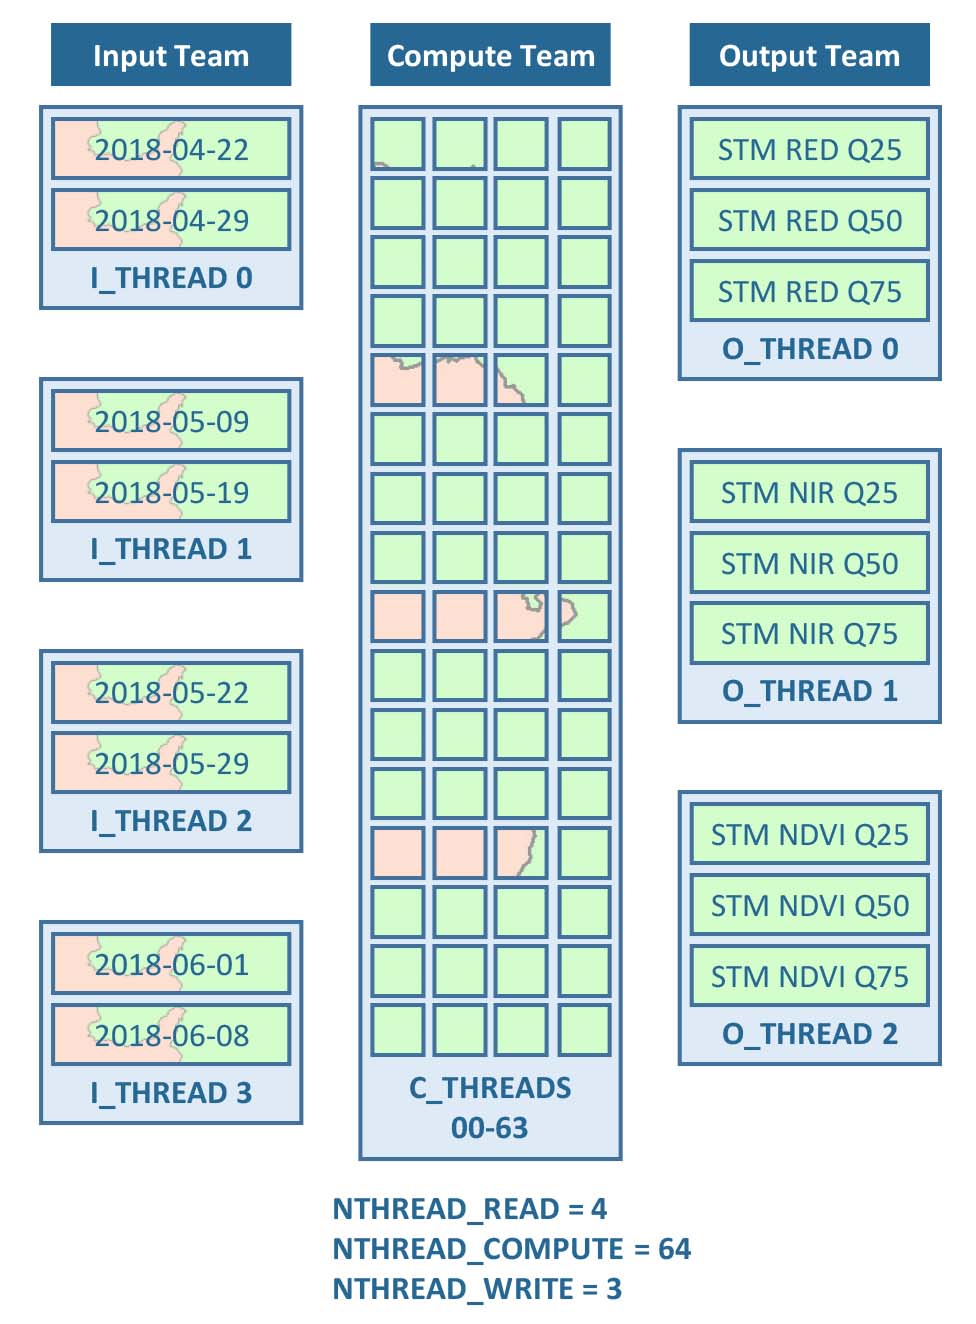 Input Team
2018-04-22
2018-04-29
I_THREAD 0
2018-05-09
2018-05-19
I_THREAD 1
2018-05-22
2018-05-29
I_THREAD 2
2018-06-01
2018-06-08
I_THREAD 3
Compute Team
C_THREADS
00-63
Output Team
STM RED Q25
STM RED Q50
STM RED Q75
O_THREAD 0
STM NIR Q25
STM NIR Q50
STM NIR Q75
O_THREAD 1
STM NDVI Q25
STM NDVI Q50
STM NDVI Q75
O_THREAD 2
NTHREAD_READ = 4
NTHREAD_COMPUTE = 64
NTHREAD_WRITE = 3